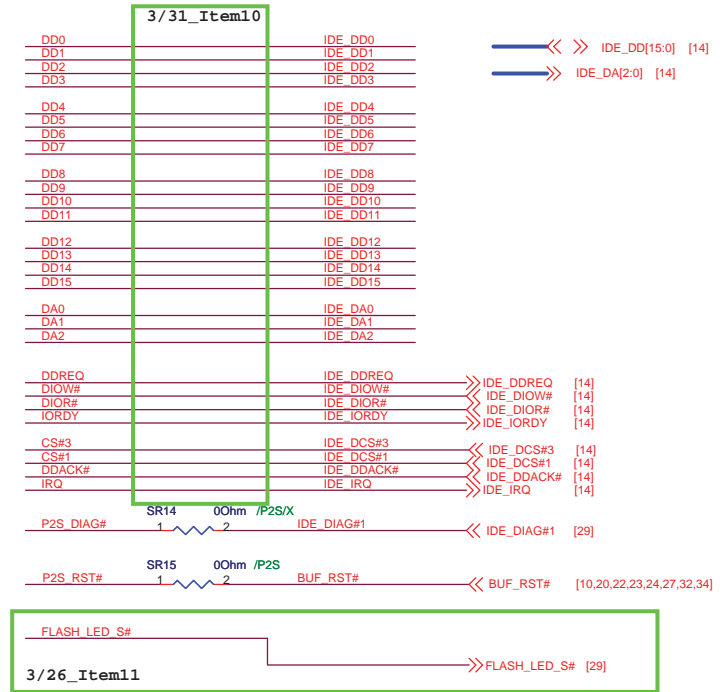 3/31_Item10
DD0 IDE_DD0
DD1 IDE_DD1
DD2 IDE_DD2
DD3 IDE_DD3
IDE_DD[15:0] [14]
IDE_DA[2:0] [14]
DD4 IDE_DD4
DD5 IDE_DD5
DD6 IDE_DD6
DD7 IDE_DD7
DD8 IDE_DD8
DD9 IDE_DD9
DD10 IDE_DD10
DD11 IDE_DD11
DD12 IDE_DD12
DD13 IDE_DD13
DD14 IDE_DD14
DD15 IDE_DD15
DA0 IDE_DA0
DA1 IDE_DA1
DA2 IDE_DA2
DDREQ IDE_DDREQ IDE_DDREQ [14]
DIOW# IDE_DIOW# IDE_DIOW# [14]
DIOR# IDE_DIOR# IDE_DIOR# [14]
IORDY IDE_IORDY IDE_IORDY [14]
CS#3 IDE_DCS#3 IDE_DCS#3 [14]
CS#1 IDE_DCS#1 IDE_DCS#1 [14]
DDACK# IDE_DDACK# IDE_DDACK# [14]
IRQ IDE_IRQ IDE_IRQ [14]
SR14 0Ohm /P2S/X
P2S_DIAG# 1 2 IDE_DIAG#1 IDE_DIAG#1 [29]
SR15 0Ohm /P2S
P2S_RST# 1 2 BUF_RST# BUF_RST# [10,20,22,23,24,27,32,34]
FLASH_LED_S#
FLASH_LED_S# [29]
3/26_Item11